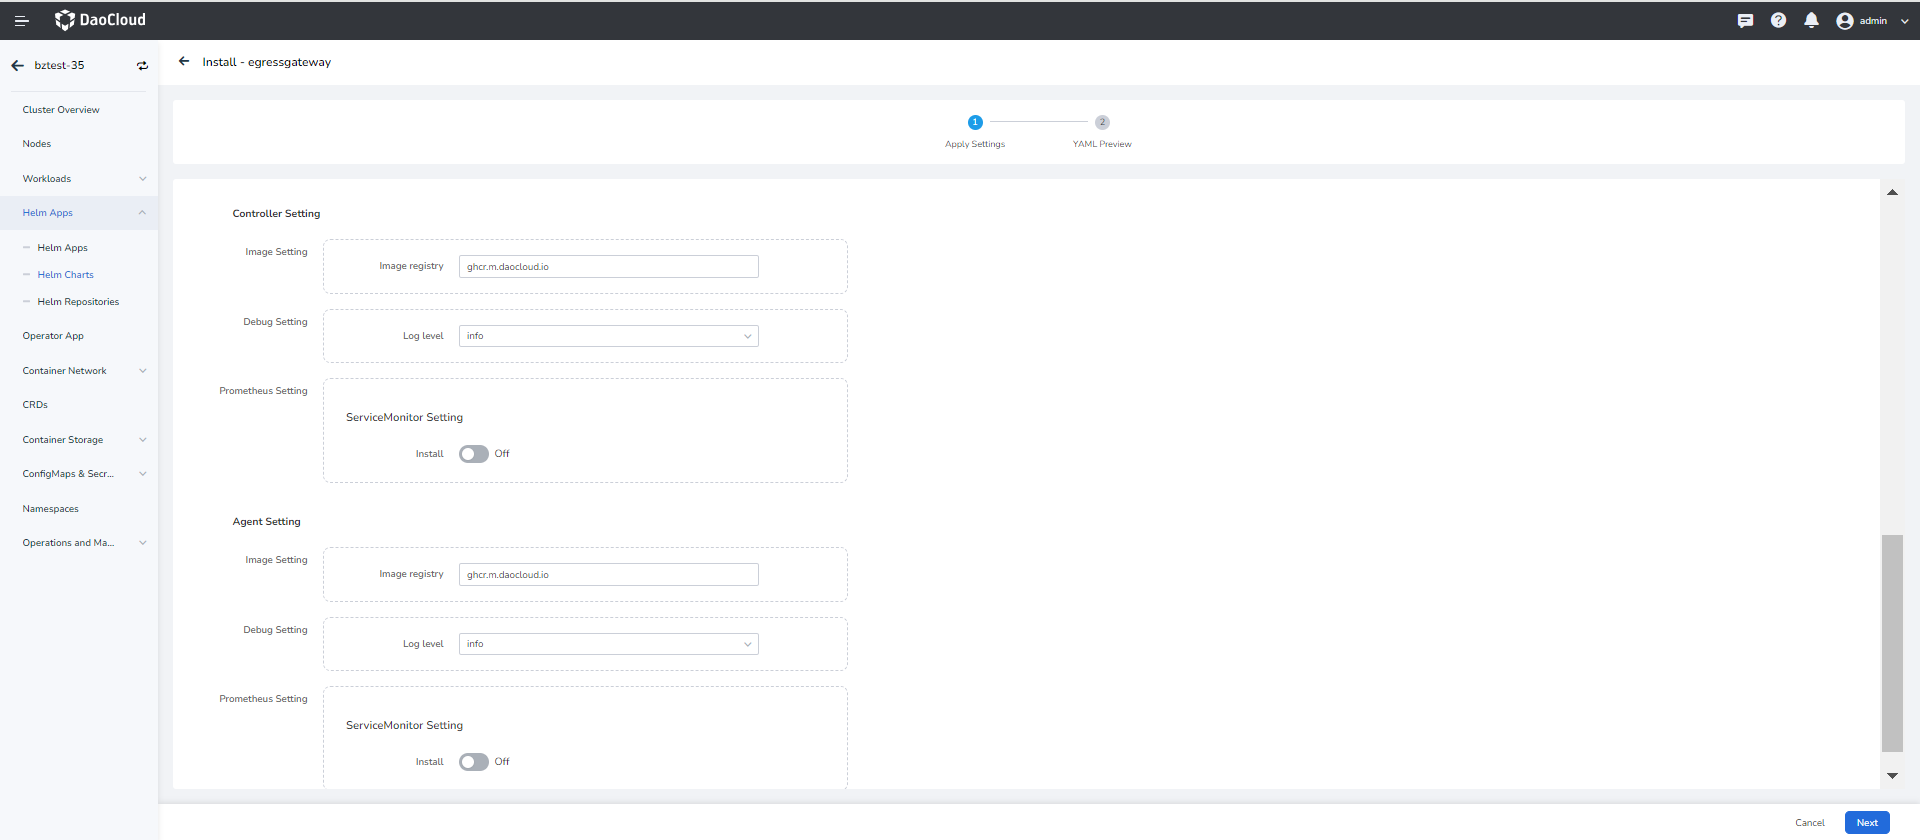 DaoCloud
admin
bztest-35
Install - egressgateway
Cluster Overview
Nodes
Workloads
Helm Apps
Helm Apps
Helm Charts
Helm Repositories
Operator App
Container Network
CRDs
Container Storage
ConfigMaps & Secr...
Namespaces
Operations and Ma...
1
2
Apply Settings
YAML Preview
Controller Setting
Image Setting
Image registry
ghcr.m.daocloud.io
Debug Setting
Log level
info
Prometheus Setting
ServiceMonitor Setting
Install
Off
Agent Setting
Image Setting
Image registry
ghcr.m.daocloud.io
Debug Setting
Log level
info
Prometheus Setting
ServiceMonitor Setting
Install
Off
Cancel
Next